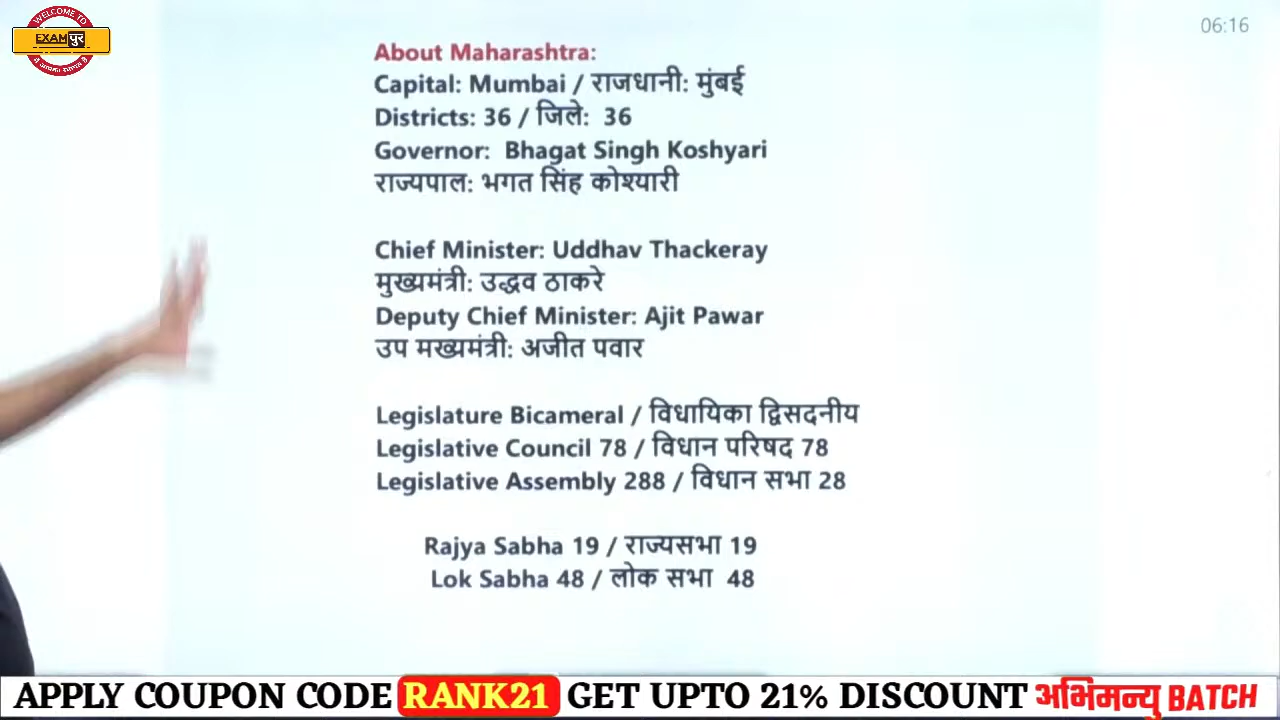 WELCOME TO
EXAMपुर
06:16
About Maharashtra:
Capital: Mumbai / राजधानी: मुंबई
Districts: 36 / जिले: 36
Governor: Bhagat Singh Koshyari
राज्यपाल: भगत सिंह कोश्यारी
Chief Minister: Uddhav Thackeray
मुख्यमंत्री: उद्धव ठाकरे
Deputy Chief Minister: Ajit Pawar
उप मख्यमंत्री: अजीत पवार
Legislature Bicameral / विधायिका द्विसदनीय
Legislative Council 78 / विधान परिषद 78
Legislative Assembly 288 / विधान सभा 28
Rajya Sabha 19 / राज्यसभा 19
Lok Sabha 48 / लोक सभा 48
APPLY COUPON CODE RANK21 GET UPTO 21% DISCOUNT अभिमन्यु BATCH